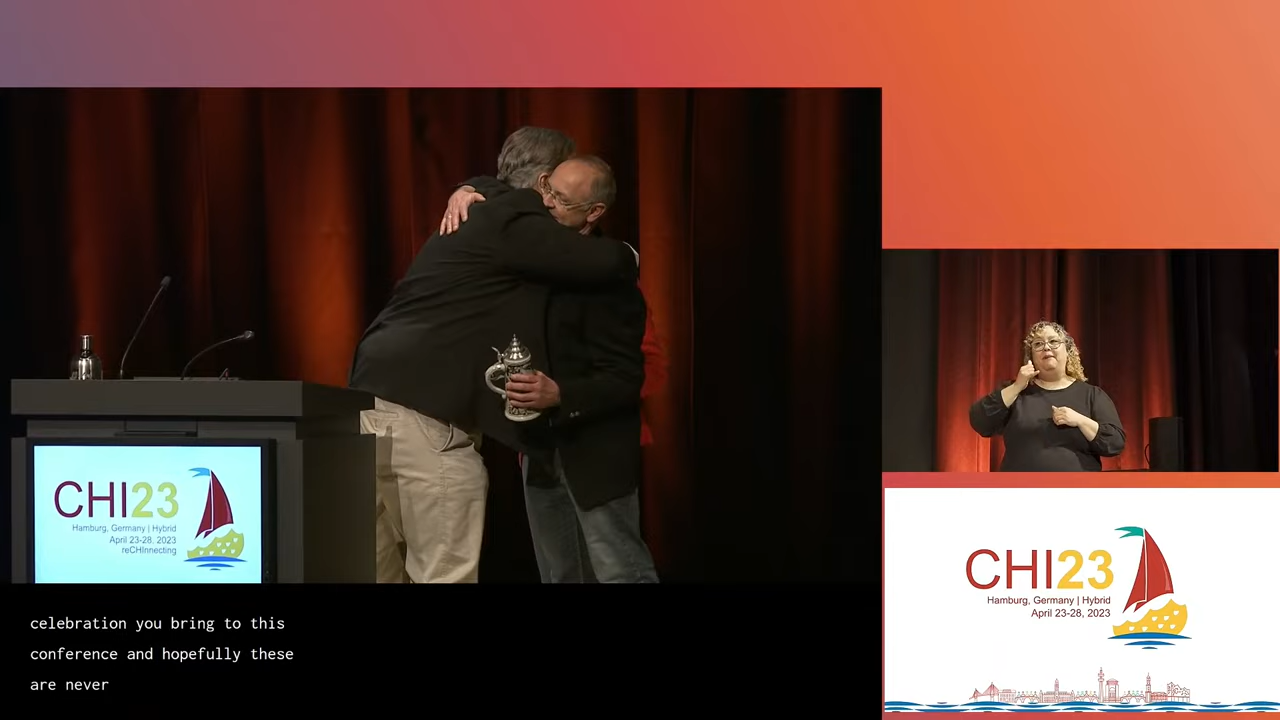 CHI23
Hamburg, Germany | Hybrid
April 23-28, 2023
reCHInnecting
celebration you bring to this
conference and hopefully these
are never
CHI23
Hamburg, Germany | Hybrid
April 23-28, 2023